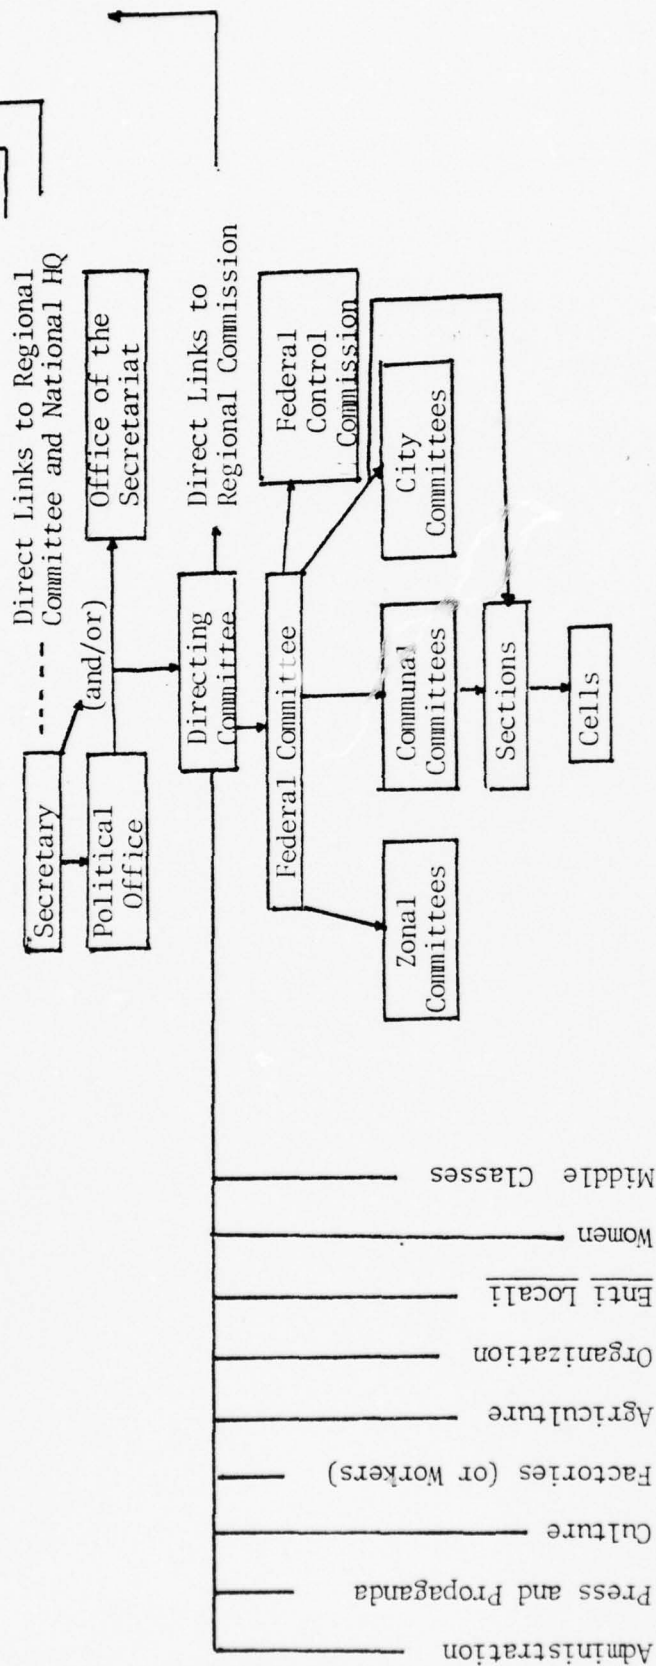 Secretary
Direct Links to Regional
Committee and National HQ
(and/or)
Political
Office
Office of the
Secretariat
Directing
Committee
Direct Links to
Regional Commission
Federal Committee
Federal
Control
Commission
Zonal
Committees
Communal
Committees
City
Committees
Sections
Cells
Administration
Press and Propaganda
Culture
Factories (or Workers)
Agriculture
Organization
Enti Locali
Women
Middle Classes